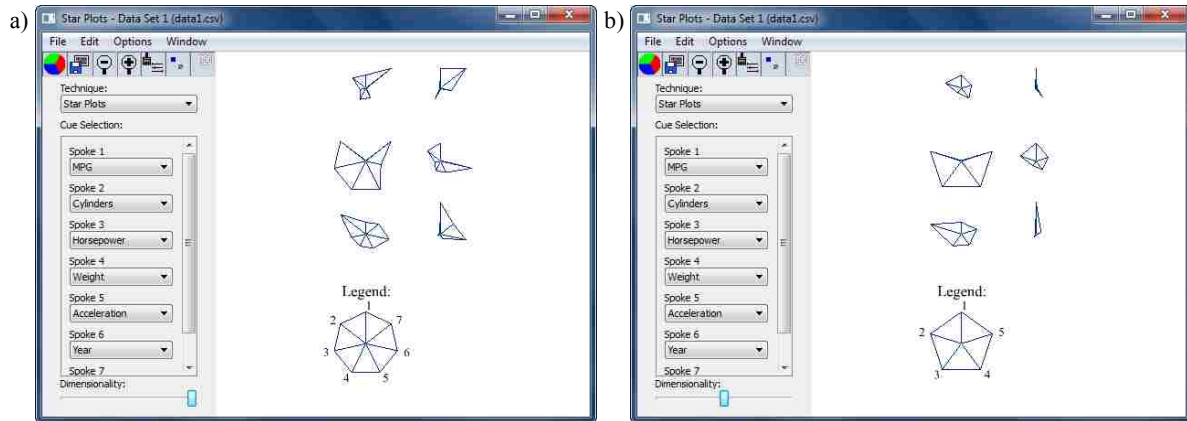 a)
Star Plots - Data Set 1 (data1.csv)
File Edit Options Window
Technique:
Star Plots
Cue Selection:
Spoke 1
MPG
Spoke 2
Cylinders
Spoke 3
Horsepower
Spoke 4
Weight
Spoke 5
Acceleration
Spoke 6
Year
Spoke 7
Dimensionality:
Legend:
1
2 7
3 6
4 5
b)
Star Plots - Data Set 1 (data1.csv)
File Edit Options Window
Technique:
Star Plots
Cue Selection:
Spoke 1
MPG
Spoke 2
Cylinders
Spoke 3
Horsepower
Spoke 4
Weight
Spoke 5
Acceleration
Spoke 6
Year
Spoke 7
Dimensionality:
Legend:
1
2 5
3 4